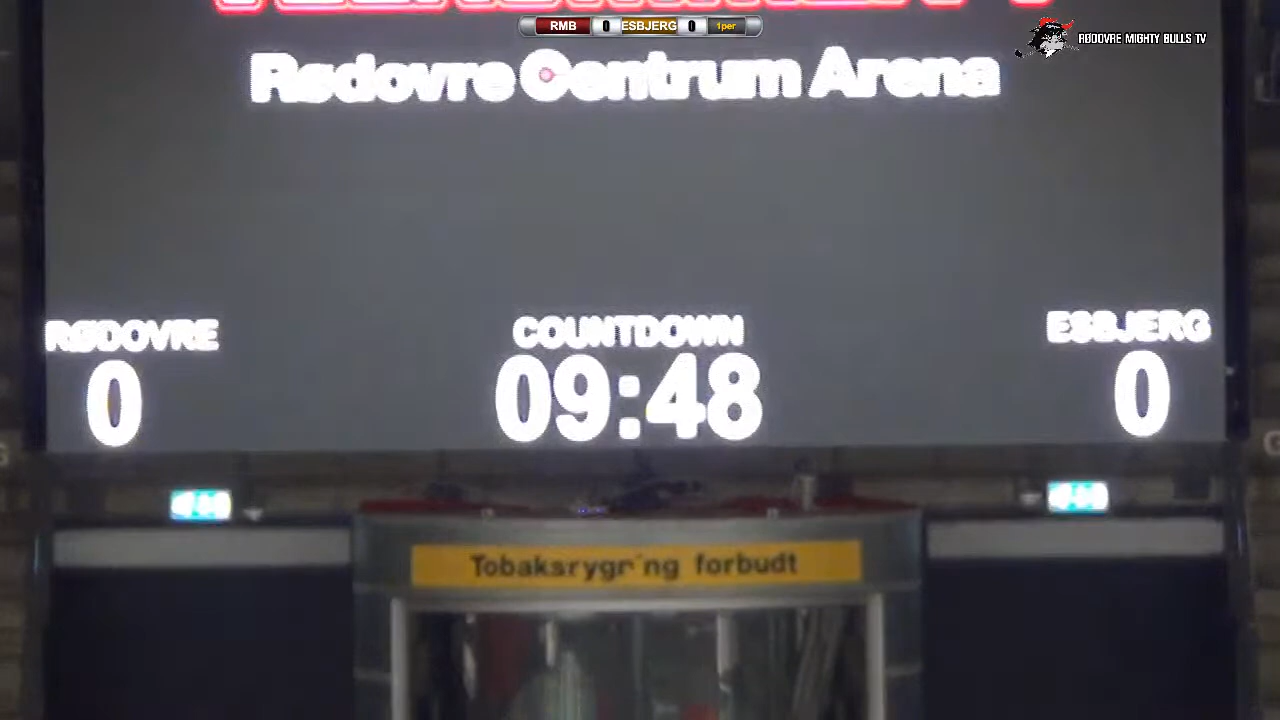 RMB 0 ESBJERG 0 1per
RØDOVRE MIGHTY BULLS TV
Rødovre Centrum Arena
RØDOVRE COUNTDOWN ESBJERG
0 09:48 0
Tobaksrygr´ng forbudt